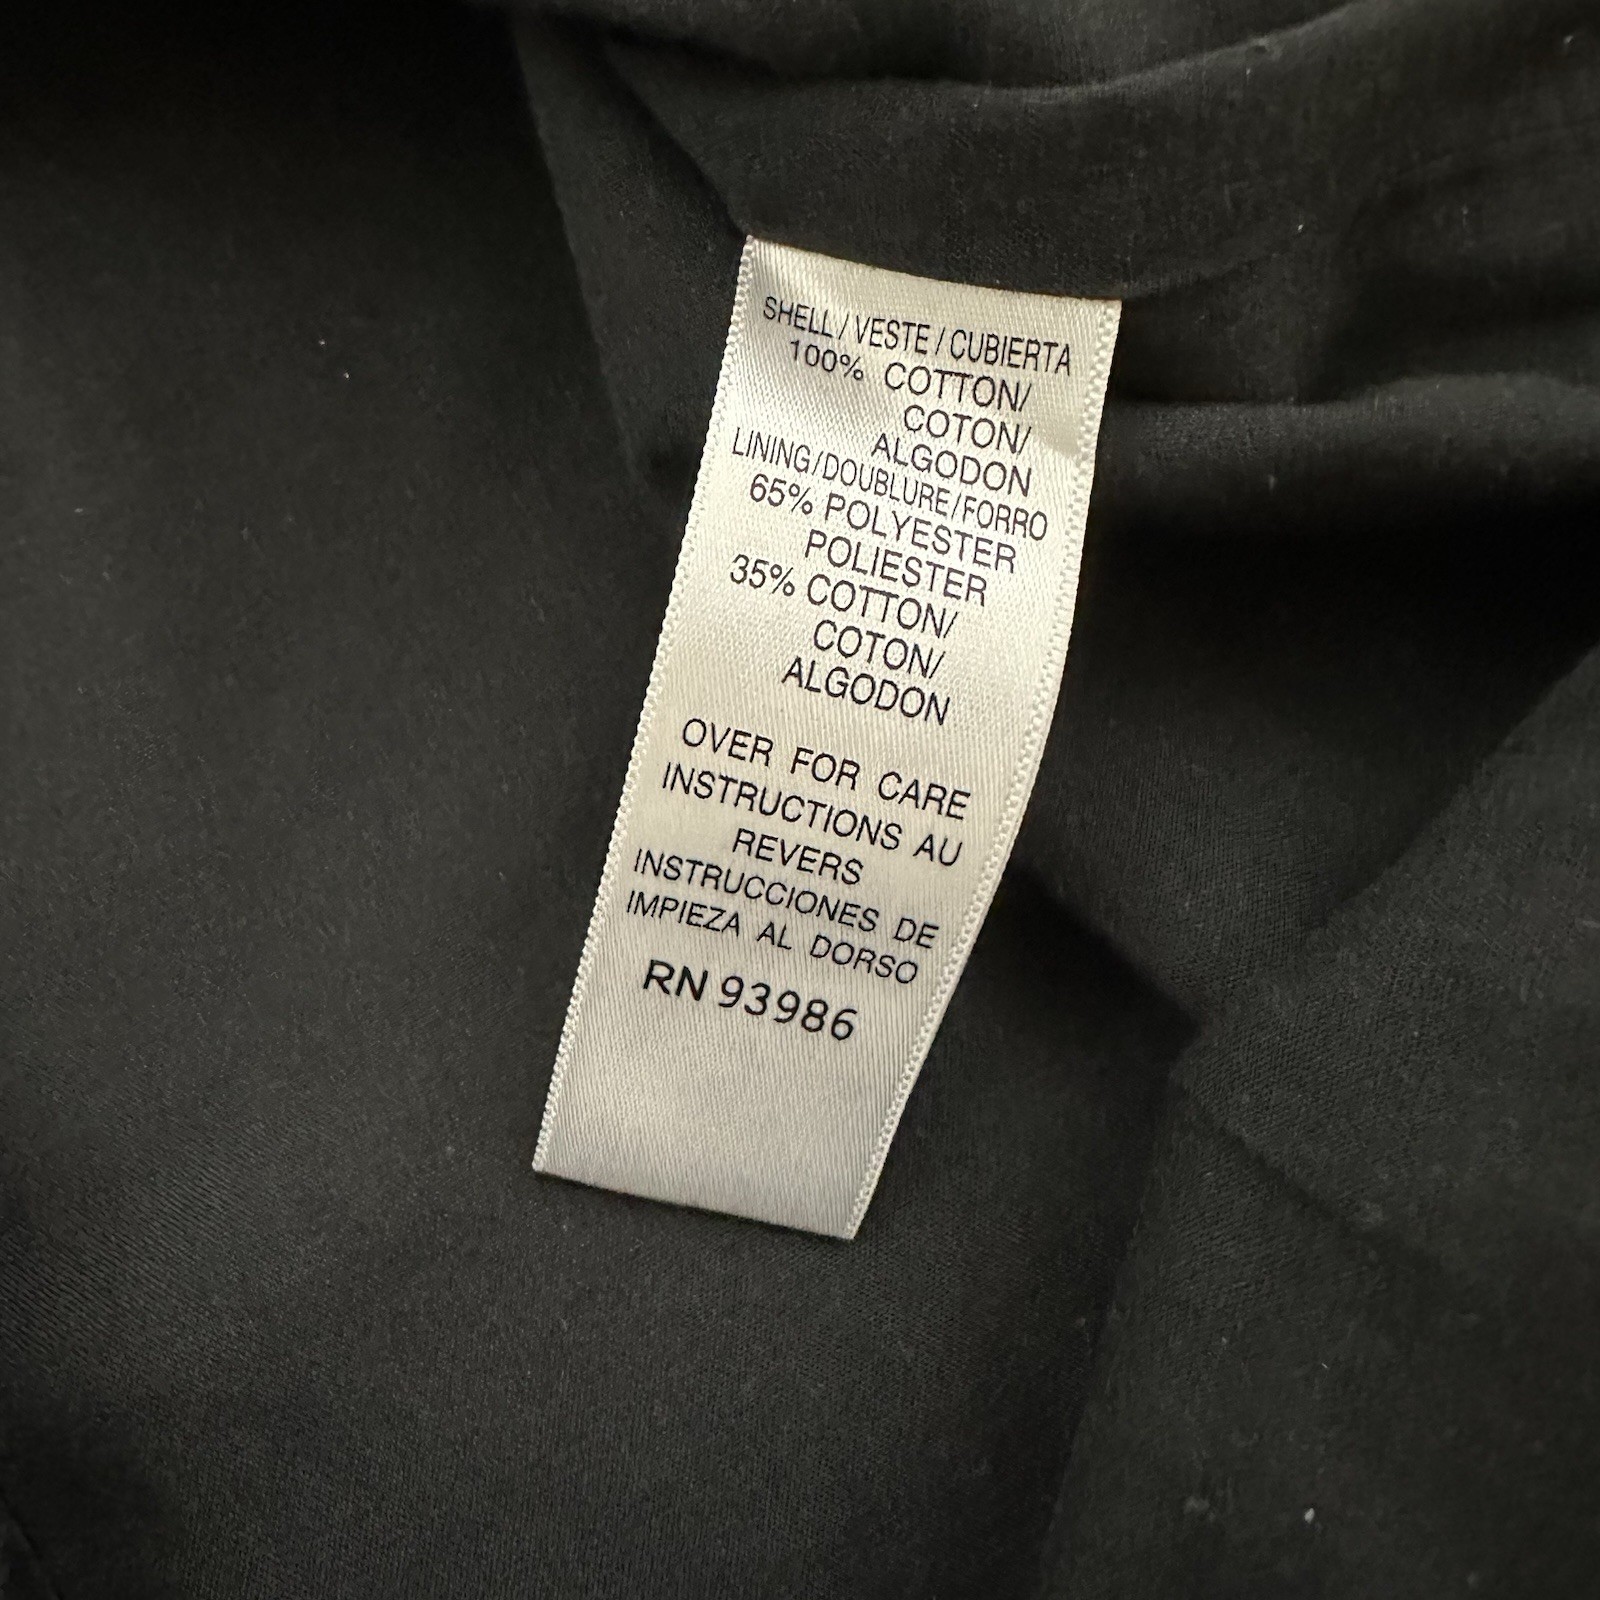 SHELL/VESTE/CUBIERTA
100% COTTON/
COTON/
ALGODON
LINING/DOUBLURE/FORRO
65% POLYESTER
POLIESTER
35% COTTON/
COTON/
ALGODON
OVER FOR CARE
INSTRUCTIONS AU
REVERS
INSTRUCCIONES DE
IMPIEZA AL DORSO
RN 93986